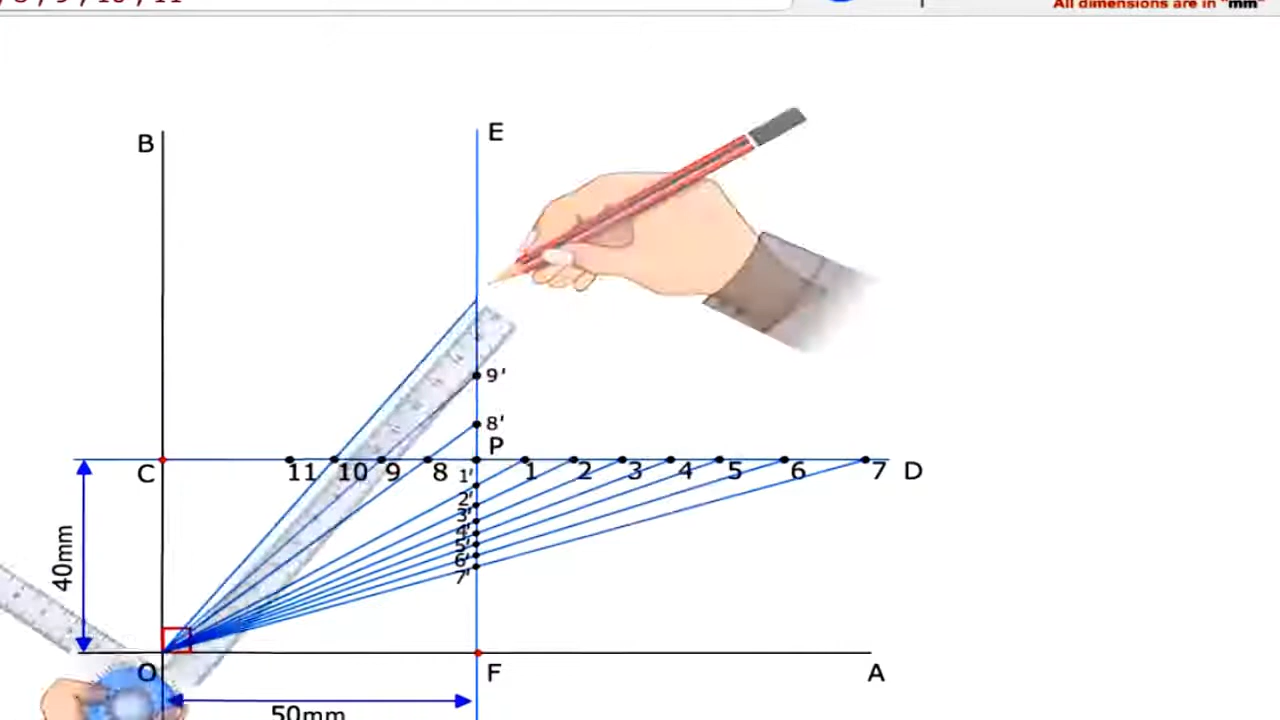 All dimensions are in "mm"
B
E
9'
8'
P
C
11 10 9 8 1 2 3 4 5 6 7 D
1'
2'
3'
4'
5'
6'
7'
40mm
O
F
A
50mm